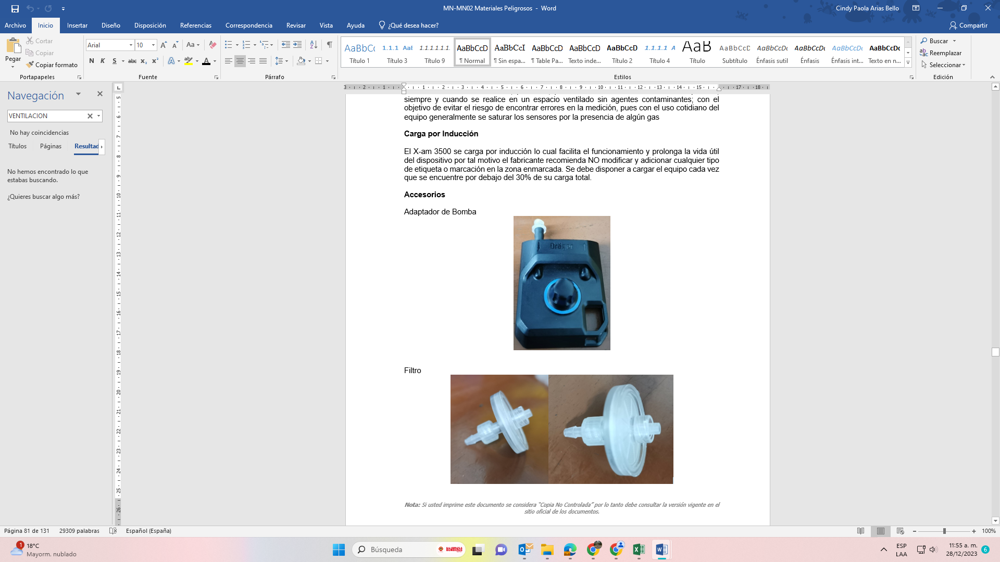 MN-MN02 Materiales Peligrosos - Word
Cindy Paola Arias Bello
Archivo Inicio Insertar Diseño Disposición Referencias Correspondencia Revisar Vista Ayuda ¿Qué desea hacer? Compartir
Pegar
Cortar
Copiar
Copiar formato
Portapapeles
Arial 10
N K S abc x₂ x²
Fuente
Párrafo
AaBbCc 1.1.1 AaB 1.1.1.1.1.1.1. AaBbCcD AaBbCcI AaBbCcD AaBbCcD AaBbCcD 1.1.1.1 A AaB AaBbCcD AaBbCcDc AaBbCcDc AaBbCcDc AaBbCcDc
Título 1 Título 3 Título 9 ¶ Normal ¶ Sin espa... ¶ Table Pa... Texto inde... Título 2 Título 4 Título Subtítulo Énfasis sutil Énfasis Énfasis int... Texto en n...
Estilos
Buscar
Reemplazar
Seleccionar
Edición
Navegación
VENTILACION
No hay coincidencias
Títulos Páginas Resultad
No hemos encontrado lo que
estabas buscando.
¿Quieres buscar algo más?
siempre y cuando se realice en un espacio ventilado sin agentes contaminantes; con el
objetivo de evitar el riesgo de encontrar errores en la medición, pues con el uso cotidiano del
equipo generalmente se saturar los sensores por la presencia de algún gas
Carga por Inducción
El X-am 3500 se carga por inducción lo cual facilita el funcionamiento y prolonga la vida útil
del dispositivo por tal motivo el fabricante recomienda NO modificar y adicionar cualquier tipo
de etiqueta o marcación en la zona enmarcada. Se debe disponer a cargar el equipo cada vez
que se encuentre por debajo del 30% de su carga total.
Accesorios
Adaptador de Bomba
Dräger
Filtro
Nota: Si usted imprime este documento se considera "Copia No Controlada" por lo tanto debe consultar la versión vigente en el
sitio oficial de los documentos.
Página 81 de 131 29309 palabras Español (España) 100%
1 18°C
Mayorm. nublado
Búsqueda
BOMBEROS
ESP
LAA
11:55 a. m.
28/12/2023
6